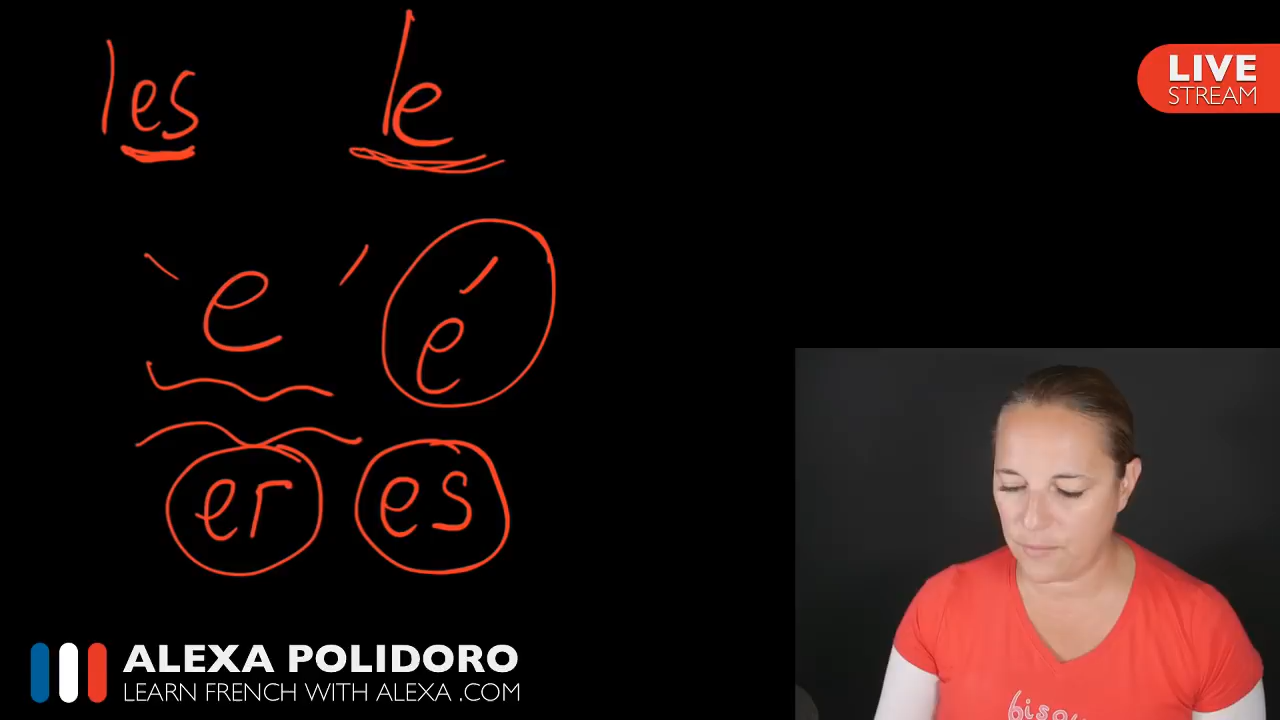 les le
e é
er es
LIVE
STREAM
ALEXA POLIDORO
LEARN FRENCH WITH ALEXA .COM